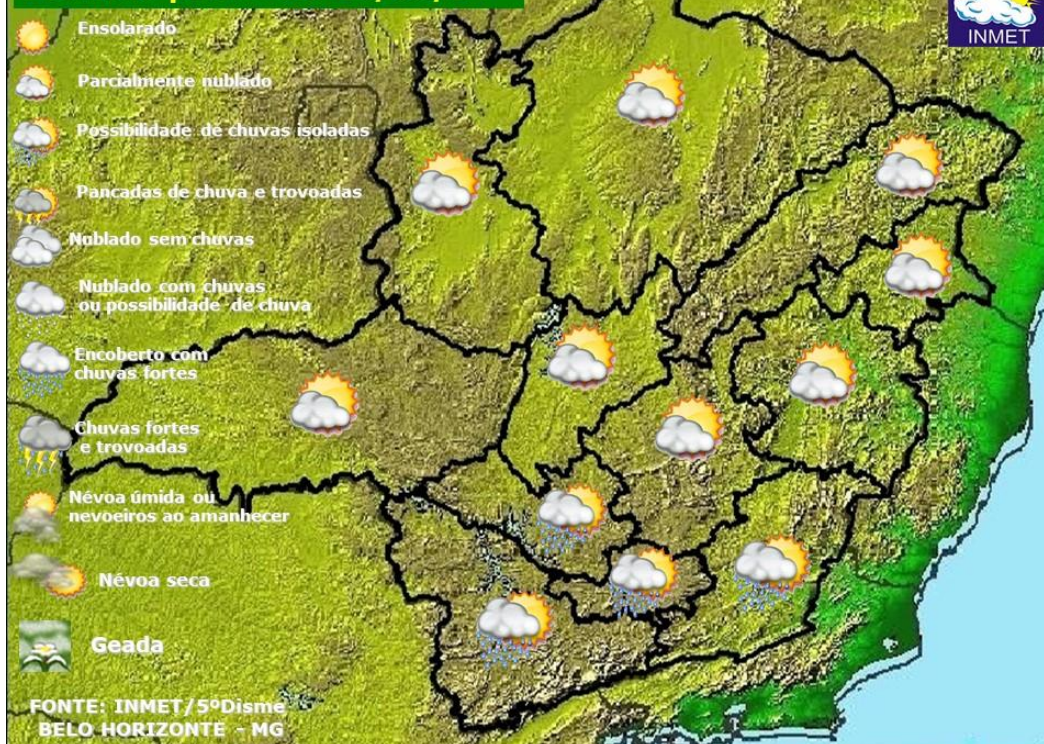 INMET
Ensolarado
Parcialmente nublado
Possibilidade de chuvas isoladas
Pancadas de chuva e trovoadas
Nublado sem chuvas
Nublado com chuvas
ou possibilidade de chuva
Encoberto com
chuvas fortes
Chuvas fortes
e trovoadas
Névoa úmida ou
nevoeiros ao amanhecer
Névoa seca
Geada
FONTE: INMET/5ºDisme
BELO HORIZONTE - MG